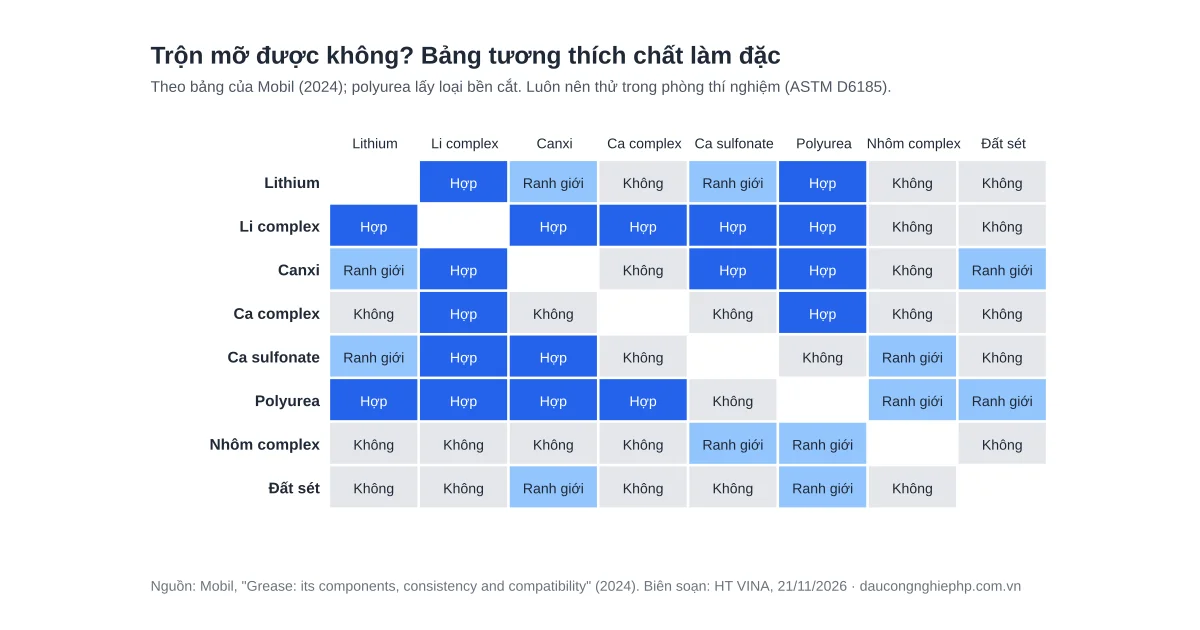 Trộn mỡ được không? Bảng tương thích chất làm đặc
Theo bảng của Mobil (2024); polyurea lấy loại bền cắt. Luôn nên thử trong phòng thí nghiệm (ASTM D6185).
Lithium Li complex Canxi Ca complex Ca sulfonate Polyurea Nhôm complex Đất sét
Lithium Hợp Ranh giới Không Ranh giới Hợp Không Không
Li complex Hợp Hợp Hợp Hợp Hợp Không Không
Canxi Ranh giới Hợp Không Hợp Hợp Không Ranh giới
Ca complex Không Hợp Không Không Hợp Không Không
Ca sulfonate Ranh giới Hợp Hợp Không Không Ranh giới Không
Polyurea Hợp Hợp Hợp Hợp Không Ranh giới Ranh giới
Nhôm complex Không Không Không Không Ranh giới Ranh giới Không
Đất sét Không Không Ranh giới Không Không Ranh giới Không
Nguồn: Mobil, "Grease: its components, consistency and compatibility" (2024). Biên soạn: HT VINA, 21/11/2026 · daucongnghiephp.com.vn